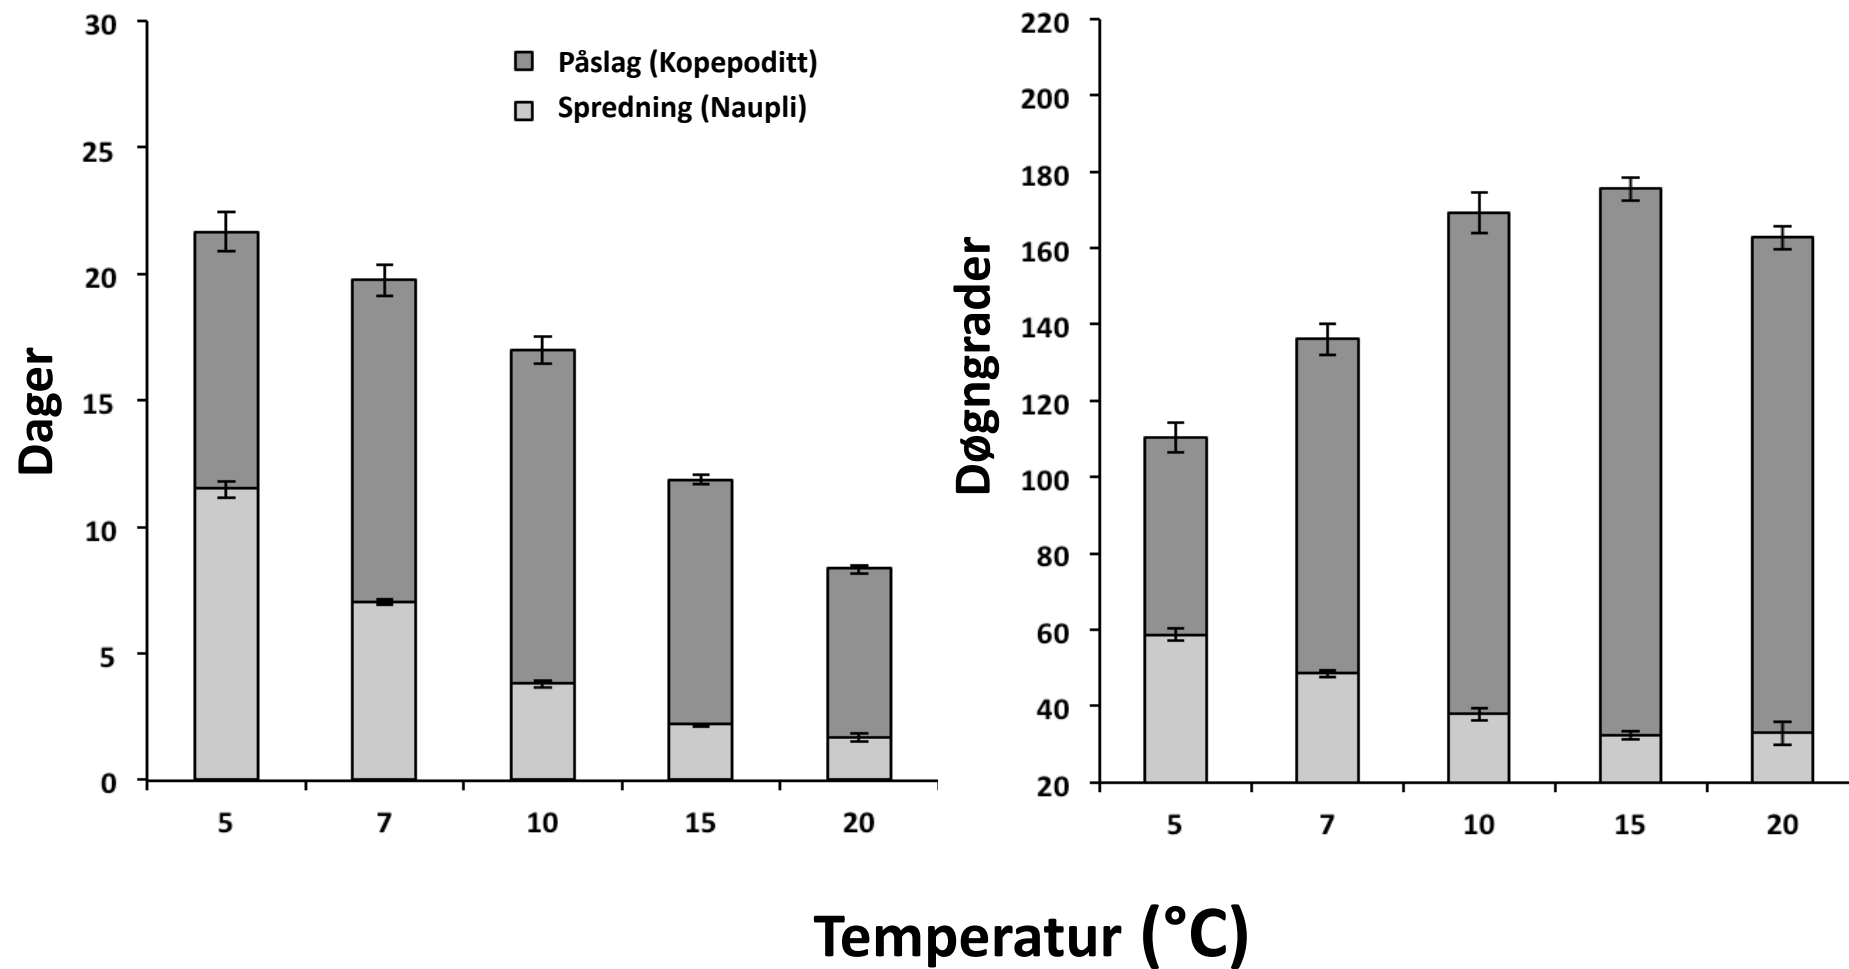 30
25
20
15
10
5
0
Dager
Påslag (Kopepoditt)
Spredning (Naupli)
5 7 10 15 20
220
200
180
160
140
120
100
80
60
40
20
Døgngrader
5 7 10 15 20
Temperatur (°C)